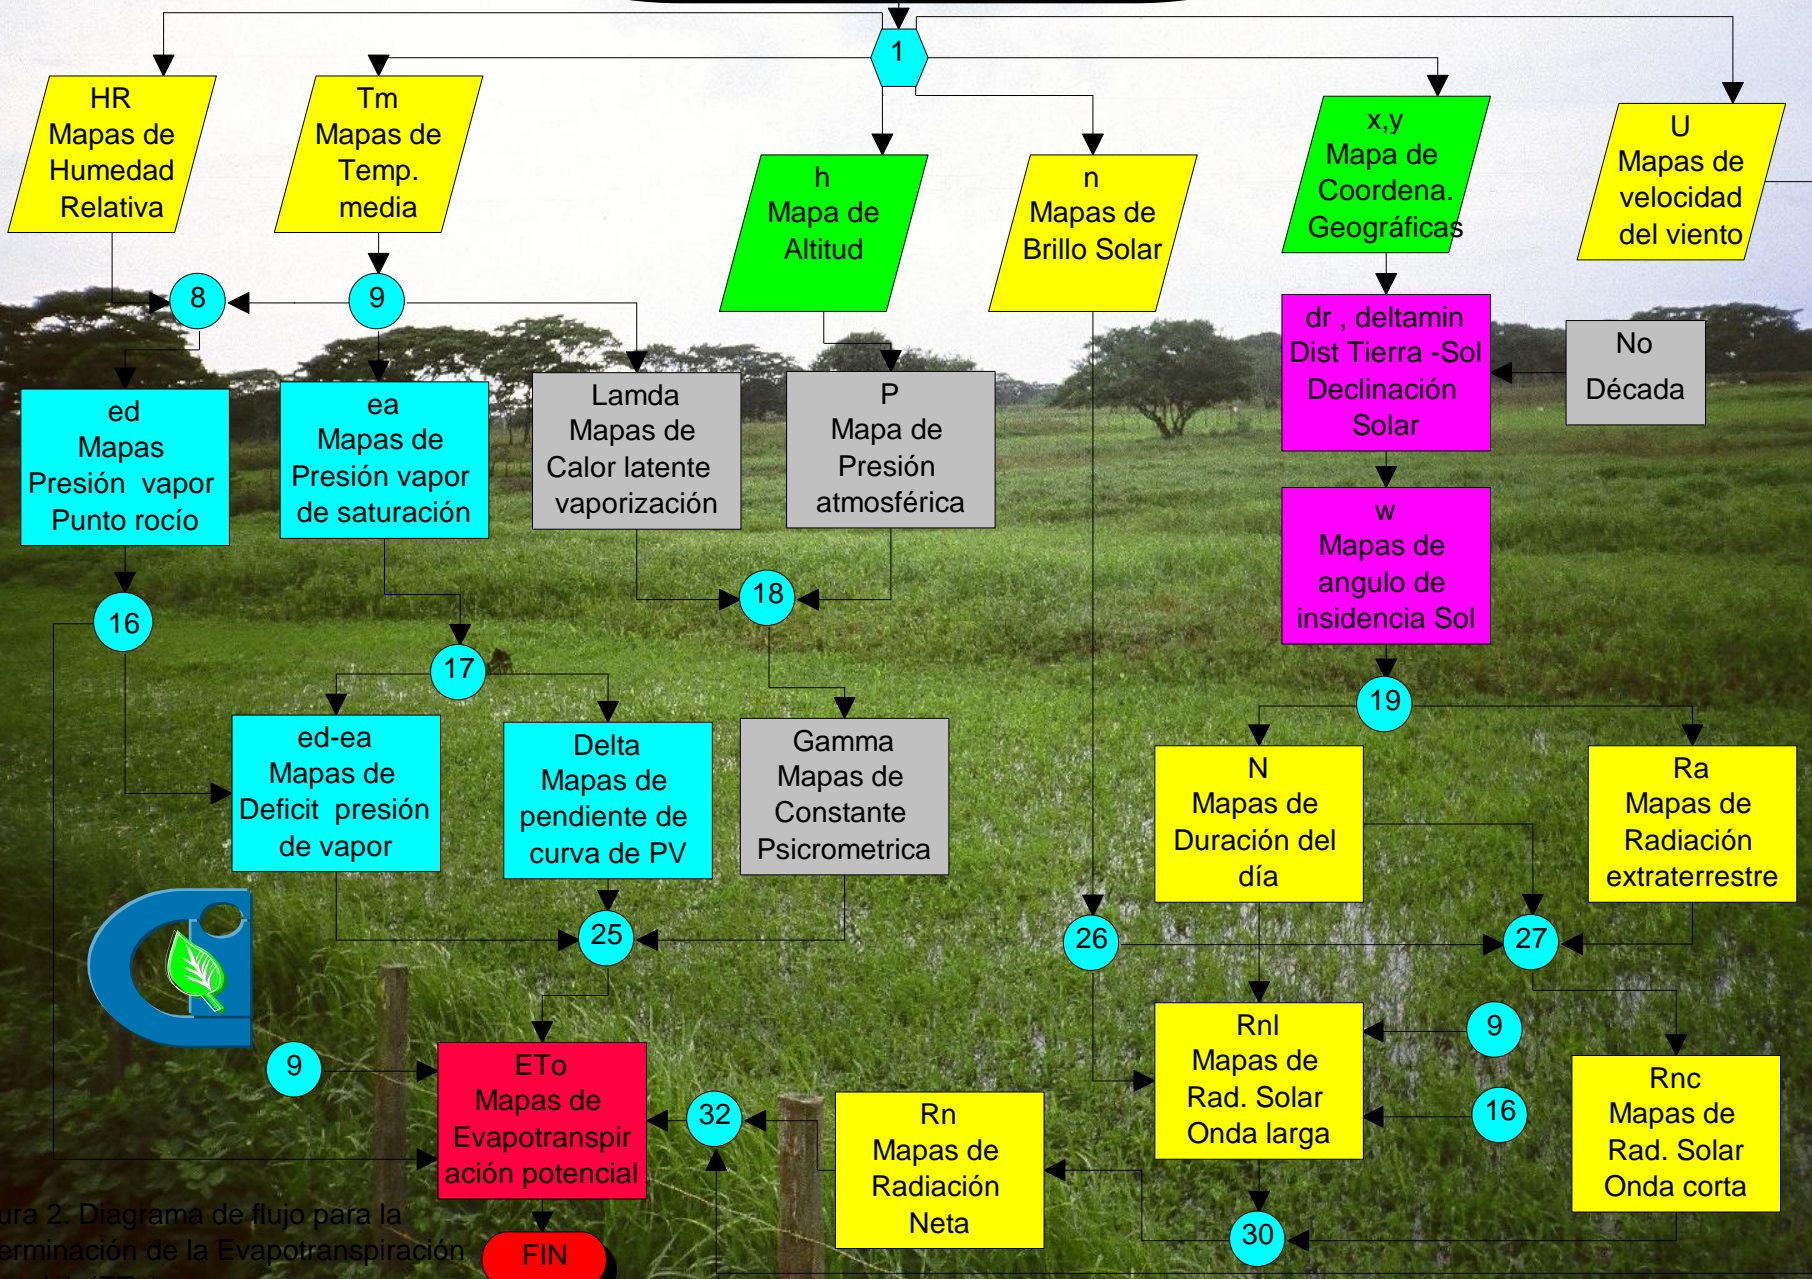 1
HR
Mapas de
Humedad
Relativa
Tm
Mapas de
Temp.
media
h
Mapa de
Altitud
n
Mapas de
Brillo Solar
x,y
Mapa de
Coordena.
Geográficas
U
Mapas de
velocidad
del viento
8
9
dr , deltamin
Dist Tierra -Sol
Declinación
Solar
No
Década
ed
Mapas
Presión vapor
Punto rocío
ea
Mapas de
Presión vapor
de saturación
Lamda
Mapas de
Calor latente
vaporización
P
Mapa de
Presión
atmosférica
w
Mapas de
angulo de
insidencia Sol
16
17
18
19
ed-ea
Mapas de
Deficit presión
de vapor
Delta
Mapas de
pendiente de
curva de PV
Gamma
Mapas de
Constante
Psicrometrica
N
Mapas de
Duración del
día
Ra
Mapas de
Radiación
extraterrestre
25
26
27
9
ETo
Mapas de
Evapotranspir
ación potencial
32
Rn
Mapas de
Radiación
Neta
Rnl
Mapas de
Rad. Solar
Onda larga
9
16
Rnc
Mapas de
Rad. Solar
Onda corta
30
ura 2. Diagrama de flujo para la
erminación de la Evapotranspiración
FIN